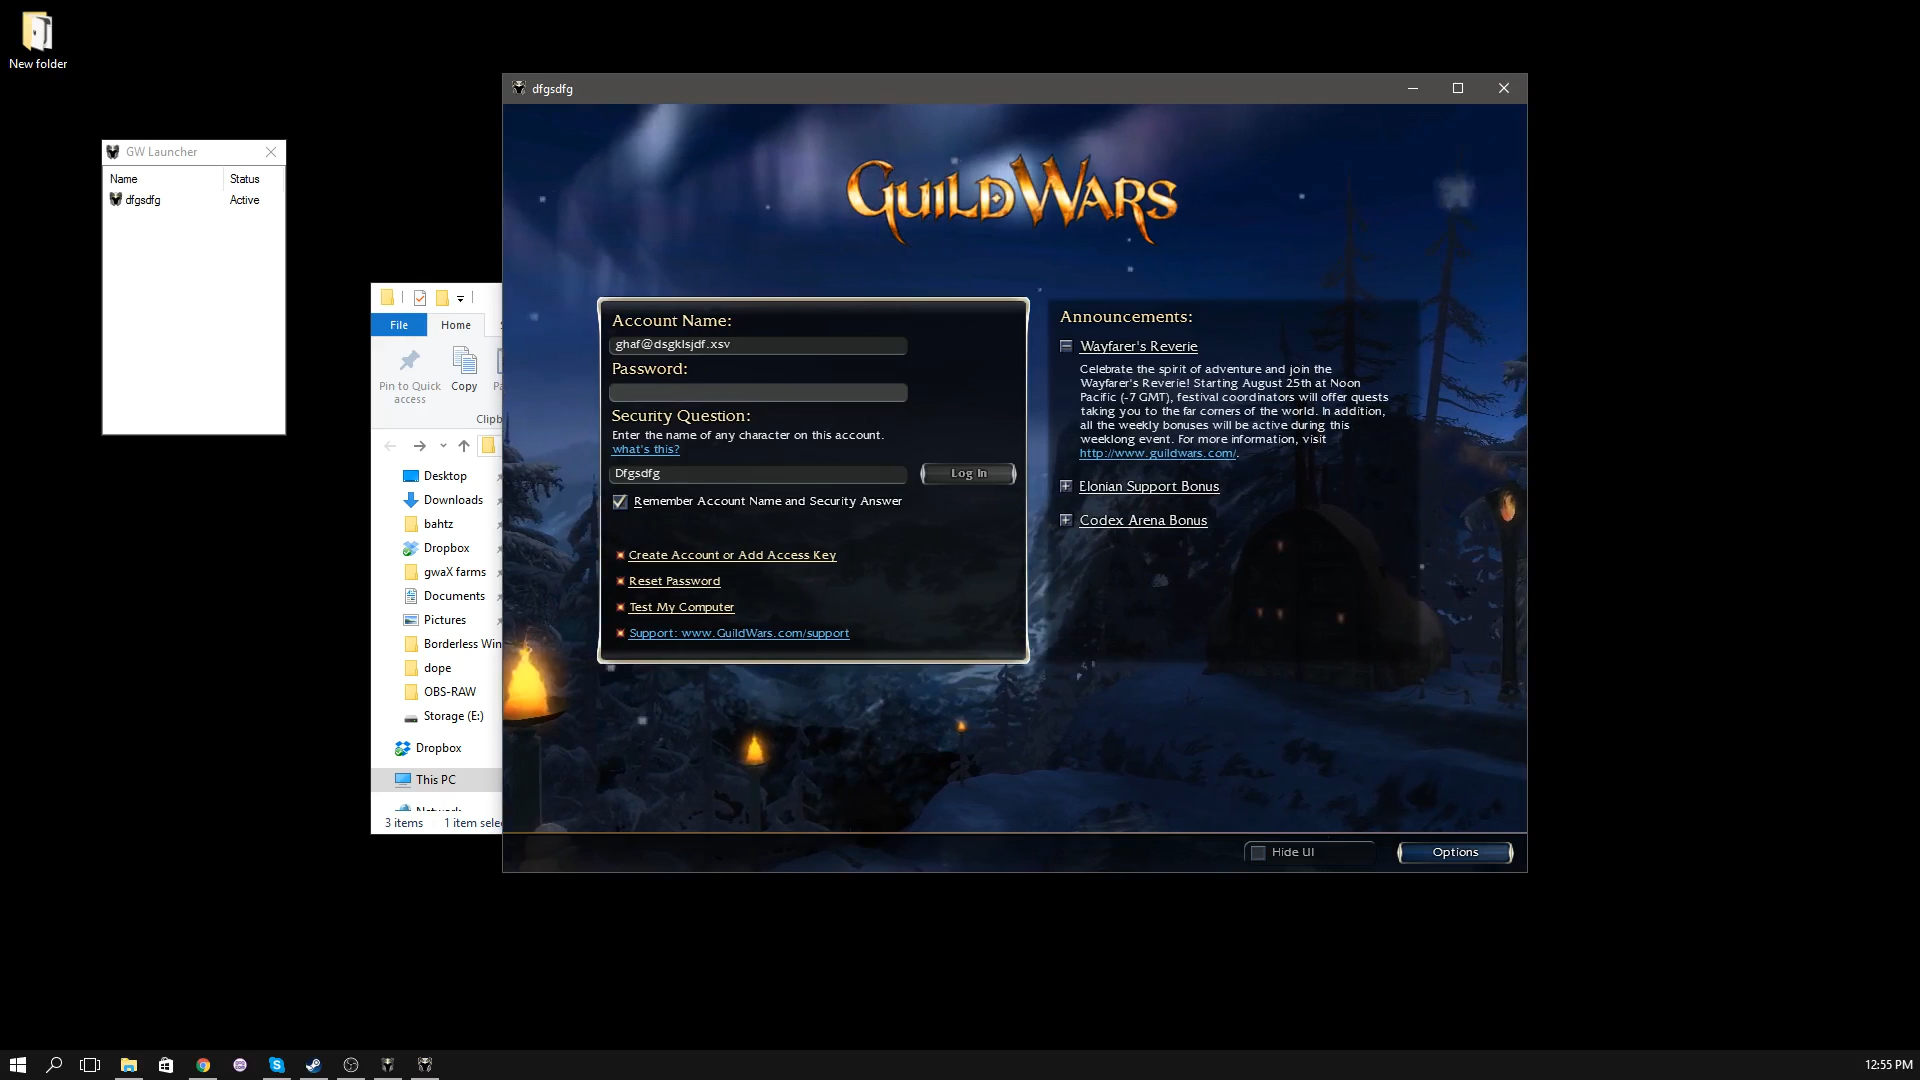 New folder
GW Launcher
Name Status
dfgsdfg Active
File Home
Pin to Quick access
Copy
Clipb
Desktop
Downloads
bahtz
Dropbox
gwaX farms
Documents
Pictures
Borderless Win
dope
OBS-RAW
Storage (E:)
Dropbox
This PC
Network
3 items 1 item selec
dfgsdfg
GUILD WARS
Account Name:
ghaf@dsgklsjdf.xsv
Password:
Security Question:
Enter the name of any character on this account.
what's this?
Dfgsdfg
Log In
Remember Account Name and Security Answer
Create Account or Add Access Key
Reset Password
Test My Computer
Support: www.GuildWars.com/support
Announcements:
Wayfarer's Reverie
Celebrate the spirit of adventure and join the
Wayfarer's Reverie! Starting August 25th at Noon
Pacific (-7 GMT), festival coordinators will offer quests
taking you to the far corners of the world. In addition,
all the weekly bonuses will be active during this
weeklong event. For more information, visit
http://www.guildwars.com/.
Elonian Support Bonus
Codex Arena Bonus
Hide UI
Options
12:55 PM